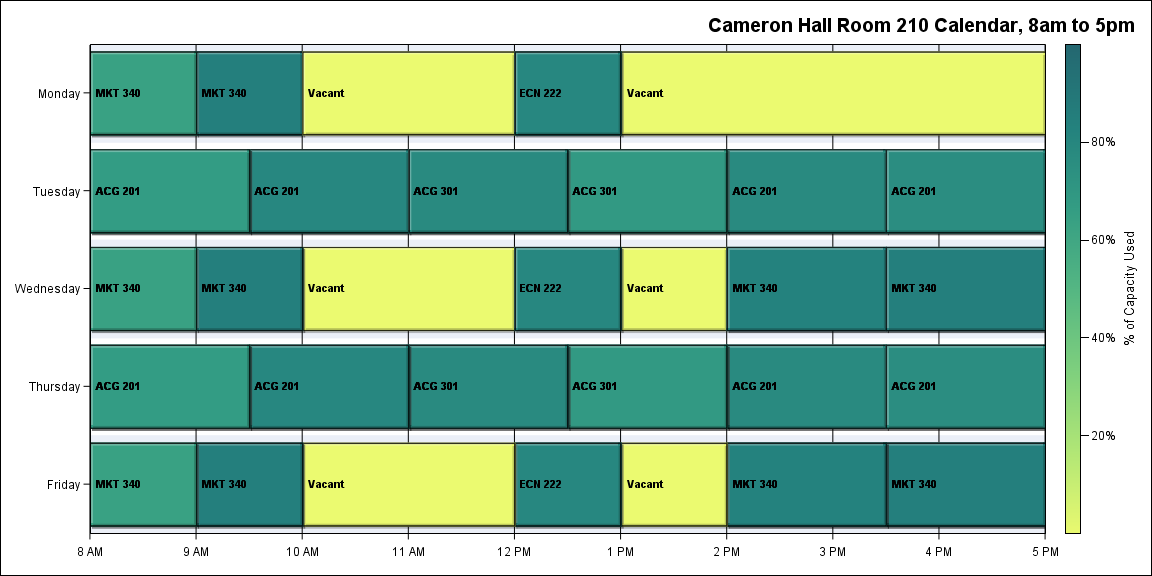 Cameron Hall Room 210 Calendar, 8am to 5pm
Monday MKT 340 MKT 340 Vacant ECN 222 Vacant
80%
Tuesday ACG 201 ACG 201 ACG 301 ACG 301 ACG 201 ACG 201
60%
Wednesday MKT 340 MKT 340 Vacant ECN 222 Vacant MKT 340 MKT 340
% of Capacity Used
40%
Thursday ACG 201 ACG 201 ACG 301 ACG 301 ACG 201 ACG 201
20%
Friday MKT 340 MKT 340 Vacant ECN 222 Vacant MKT 340 MKT 340
8 AM 9 AM 10 AM 11 AM 12 PM 1 PM 2 PM 3 PM 4 PM 5 PM